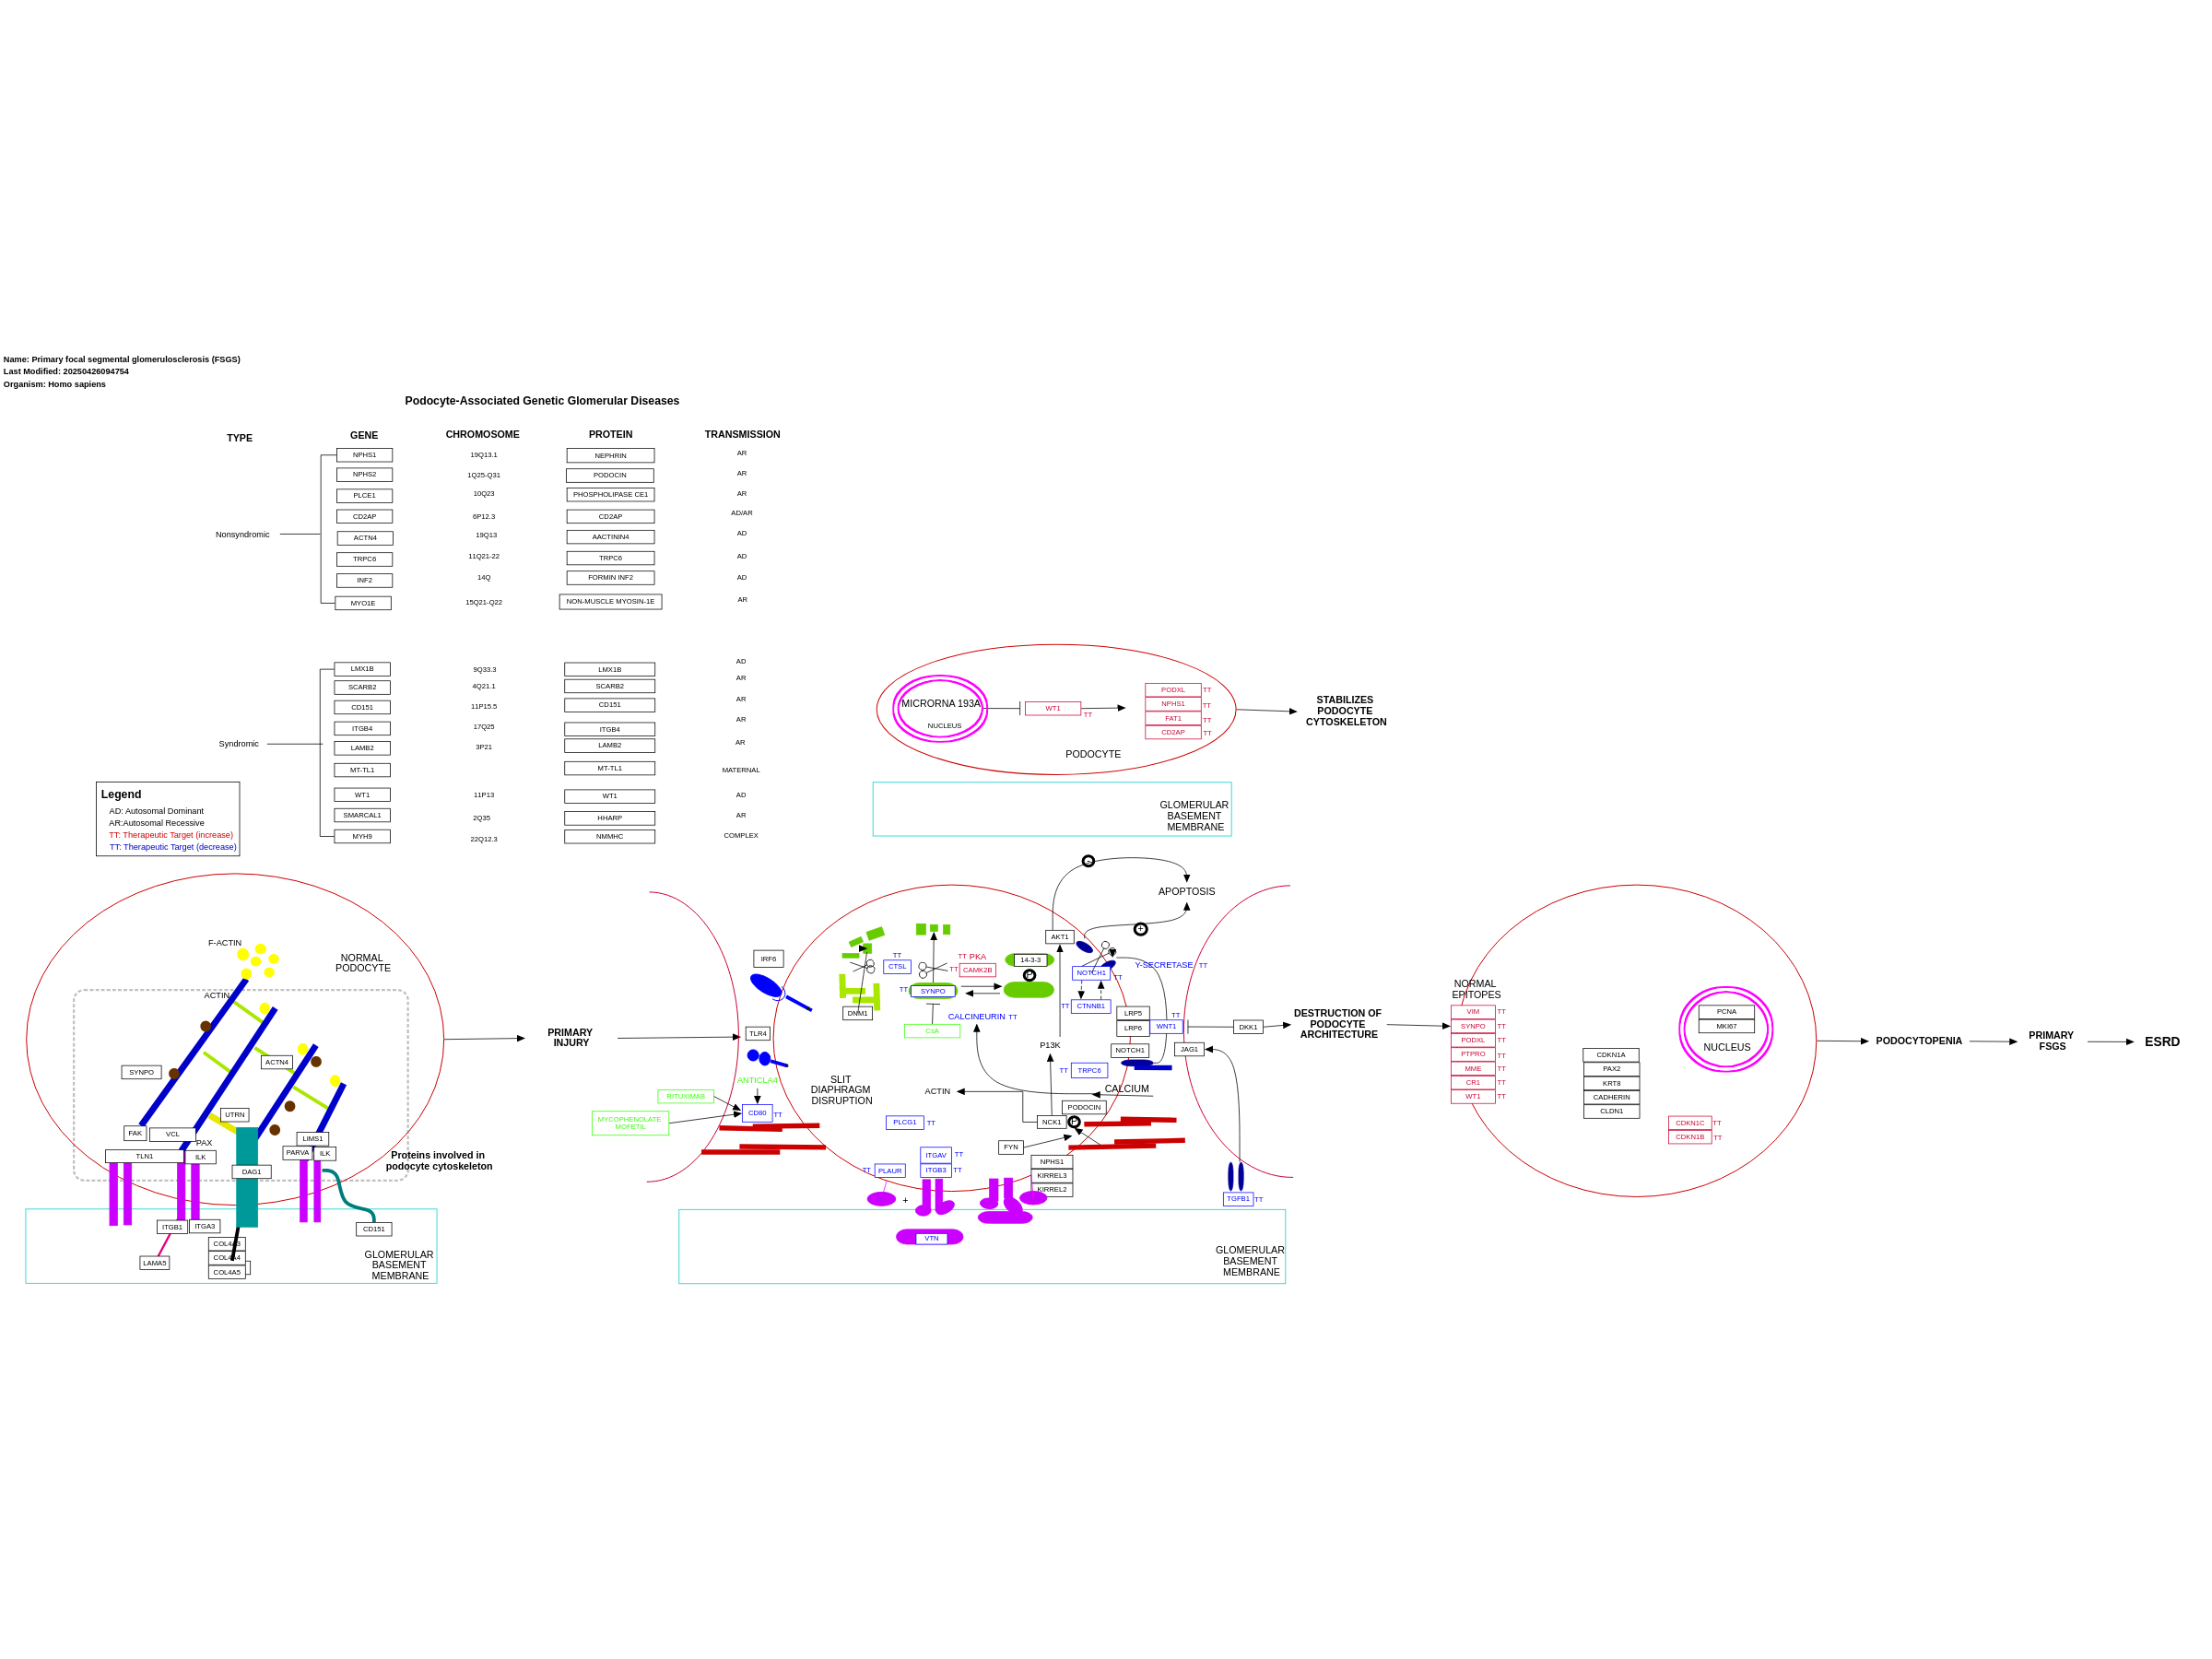 Name: Primary focal segmental glomerulosclerosis (FSGS)
Last Modified: 20250426094754
Organism: Homo sapiens
Podocyte-Associated Genetic Glomerular Diseases
TYPE GENE CHROMOSOME PROTEIN TRANSMISSION
NPHS1 19Q13.1 NEPHRIN AR
NPHS2 1Q25-Q31 PODOCIN AR
PLCE1 10Q23 PHOSPHOLIPASE CE1 AR
CD2AP 6P12.3 CD2AP AD/AR
Nonsyndromic
ACTN4 19Q13 AACTININ4 AD
TRPC6 11Q21-22 TRPC6 AD
INF2 14Q FORMIN INF2 AD
MYO1E 15Q21-Q22 NON-MUSCLE MYOSIN-1E AR
LMX1B 9Q33.3 LMX1B AD
SCARB2 4Q21.1 SCARB2 AR
CD151 11P15.5 CD151 AR
ITGB4 17Q25 ITGB4 AR
Syndromic
LAMB2 3P21 LAMB2 AR
MT-TL1 MT-TL1 MATERNAL
WT1 11P13 WT1 AD
SMARCAL1 2Q35 HHARP AR
MYH9 22Q12.3 NMMHC COMPLEX
Legend
AD: Autosomal Dominant
AR:Autosomal Recessive
TT: Therapeutic Target (increase)
TT: Therapeutic Target (decrease)
MICRORNA 193A
NUCLEUS
WT1
TT
PODXL TT
NPHS1 TT
FAT1 TT
CD2AP TT
PODOCYTE
STABILIZES
PODOCYTE
CYTOSKELETON
GLOMERULAR
BASEMENT
MEMBRANE
F-ACTIN
NORMAL
PODOCYTE
ACTIN
ACTN4
SYNPO
UTRN
FAK
VCL
PAX
LIMS1
TLN1
ILK
PARVA
ILK
DAG1
Proteins involved in
podocyte cytoskeleton
ITGB1
ITGA3
CD151
LAMA5
COL4A3
COL4A4
COL4A5
GLOMERULAR
BASEMENT
MEMBRANE
PRIMARY
INJURY
IRF6
TLR4
ANTICLA4
RITUXIMAB
MYCOPHENOLATE
MOFETIL
CD80
TT
SLIT
DIAPHRAGM
DISRUPTION
DNM1
TT
CTSL
TT PKA
TT CAMK2B
TT SYNPO
CsA
14-3-3
P
CALCINEURIN TT
AKT1
APOPTOSIS
+
NOTCH1
TT
Y-SECRETASE TT
TT CTNNB1
LRP5
LRP6
TT
WNT1
DKK1
NOTCH1
JAG1
P13K
TT TRPC6
CALCIUM
ACTIN
PODOCIN
NCK1
P
PLCG1 TT
FYN
NPHS1
KIRREL3
KIRREL2
ITGAV TT
ITGB3 TT
TT PLAUR
+
VTN
TGFB1 TT
GLOMERULAR
BASEMENT
MEMBRANE
DESTRUCTION OF
PODOCYTE
ARCHITECTURE
NORMAL
EPITOPES
VIM TT
SYNPO TT
PODXL TT
PTPRO TT
MME TT
CR1 TT
WT1 TT
CDKN1A
PAX2
KRT8
CADHERIN
CLDN1
PCNA
MKI67
NUCLEUS
CDKN1C TT
CDKN1B TT
PODOCYTOPENIA
PRIMARY
FSGS
ESRD